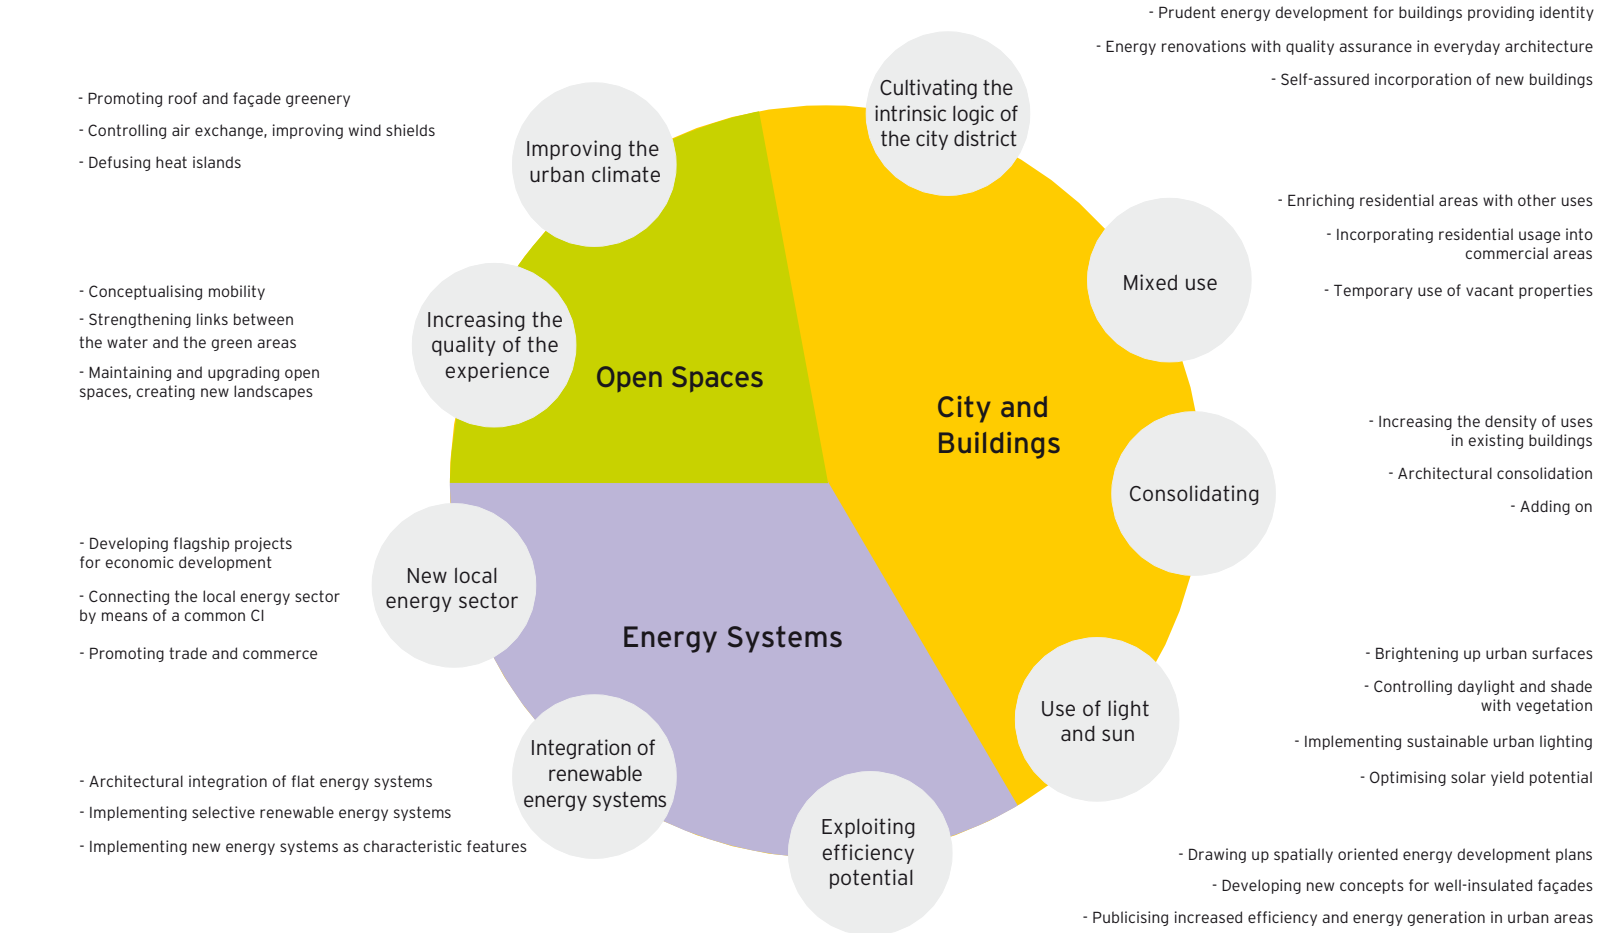 - Prudent energy development for buildings providing identity
- Energy renovations with quality assurance in everyday architecture
- Self-assured incorporation of new buildings
Cultivating the
intrinsic logic of
the city district
- Promoting roof and façade greenery
- Controlling air exchange, improving wind shields
- Defusing heat islands
Improving the
urban climate
- Enriching residential areas with other uses
- Incorporating residential usage into
commercial areas
- Temporary use of vacant properties
Mixed use
- Conceptualising mobility
- Strengthening links between
the water and the green areas
- Maintaining and upgrading open
spaces, creating new landscapes
Increasing the
quality of the
experience
Open Spaces
City and
Buildings
- Increasing the density of uses
in existing buildings
- Architectural consolidation
- Adding on
Consolidating
- Developing flagship projects
for economic development
- Connecting the local energy sector
by means of a common CI
- Promoting trade and commerce
New local
energy sector
Energy Systems
- Brightening up urban surfaces
- Controlling daylight and shade
with vegetation
- Implementing sustainable urban lighting
- Optimising solar yield potential
Use of light
and sun
- Architectural integration of flat energy systems
- Implementing selective renewable energy systems
- Implementing new energy systems as characteristic features
Integration of
renewable
energy systems
Exploiting
efficiency
potential
- Drawing up spatially oriented energy development plans
- Developing new concepts for well-insulated façades
- Publicising increased efficiency and energy generation in urban areas